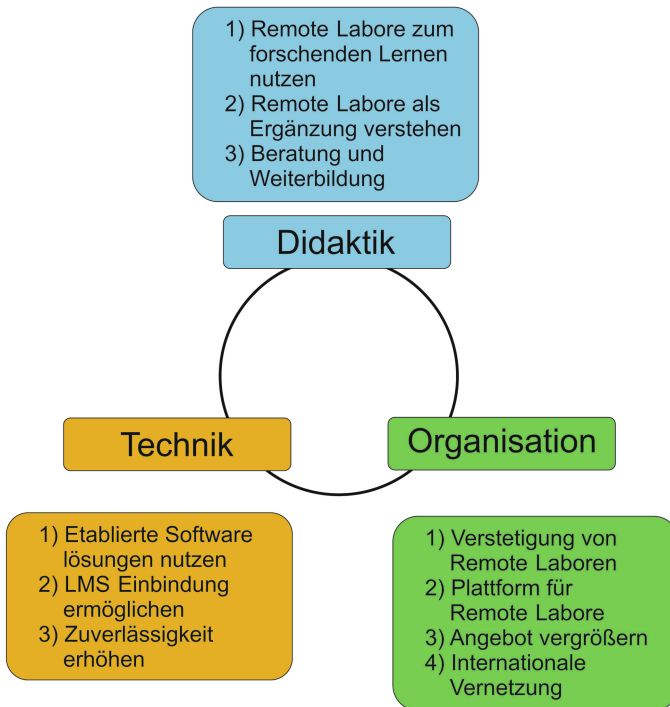 1) Remote Labore zum
forschenden Lernen
nutzen
2) Remote Labore als
Ergänzung verstehen
3) Beratung und
Weiterbildung
Didaktik
Technik
Organisation
1) Etablierte Software
lösungen nutzen
2) LMS Einbindung
ermöglichen
3) Zuverlässigkeit
erhöhen
1) Verstetigung von
Remote Laboren
2) Plattform für
Remote Labore
3) Angebot vergrößern
4) Internationale
Vernetzung